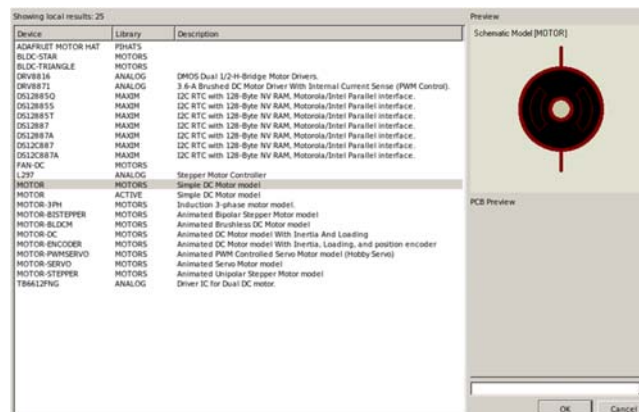 Showing local results: 25
Device Library Description
ADAFRUIT MOTOR HAT PIHATS
BLDC-STAR MOTORS
BLDC-TRIANGLE MOTORS
DRV8816 ANALOG DMOS Dual 1/2-H-Bridge Motor Drivers.
DRV8871 ANALOG 3.6-A Brushed DC Motor Driver With Internal Current Sense (PWM Control).
DS12885Q MAXIM I2C RTC with 128-Byte NV RAM, Motorola/Intel Parallel interface.
DS12885S MAXIM I2C RTC with 128-Byte NV RAM, Motorola/Intel Parallel interface.
DS12885T MAXIM I2C RTC with 128-Byte NV RAM, Motorola/Intel Parallel interface.
DS12887 MAXIM I2C RTC with 128-Byte NV RAM, Motorola/Intel Parallel interface.
DS12887A MAXIM I2C RTC with 128-Byte NV RAM, Motorola/Intel Parallel interface.
DS12C887 MAXIM I2C RTC with 128-Byte NV RAM, Motorola/Intel Parallel interface.
DS12C887A MAXIM I2C RTC with 128-Byte NV RAM, Motorola/Intel Parallel interface.
FAN-DC MOTORS
L297 ANALOG Stepper Motor Controller
MOTOR MOTORS Simple DC Motor model
MOTOR ACTIVE Simple DC Motor model
MOTOR-3PH MOTORS Induction 3-phase motor model.
MOTOR-BISTEPPER MOTORS Animated Bipolar Stepper Motor model
MOTOR-BLDCM MOTORS Animated Brushless DC Motor model
MOTOR-DC MOTORS Animated DC Motor model With Inertia And Loading
MOTOR-ENCODER MOTORS Animated DC Motor model With Inertia, Loading, and position encoder
MOTOR-PWMSERVO MOTORS Animated PWM Controlled Servo Motor model (Hobby Servo)
MOTOR-SERVO MOTORS Animated Servo Motor model
MOTOR-STEPPER MOTORS Animated Unipolar Stepper Motor model
TB6612FNG ANALOG Driver IC for Dual DC motor.
Preview
Schematic Model [MOTOR]
PCB Preview
OK Cancel